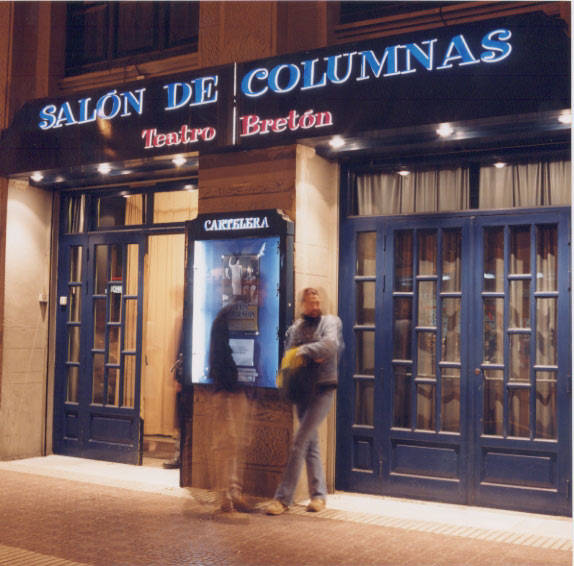 SALÓN DE COLUMNAS
Teatro Bretón
CARTELERA